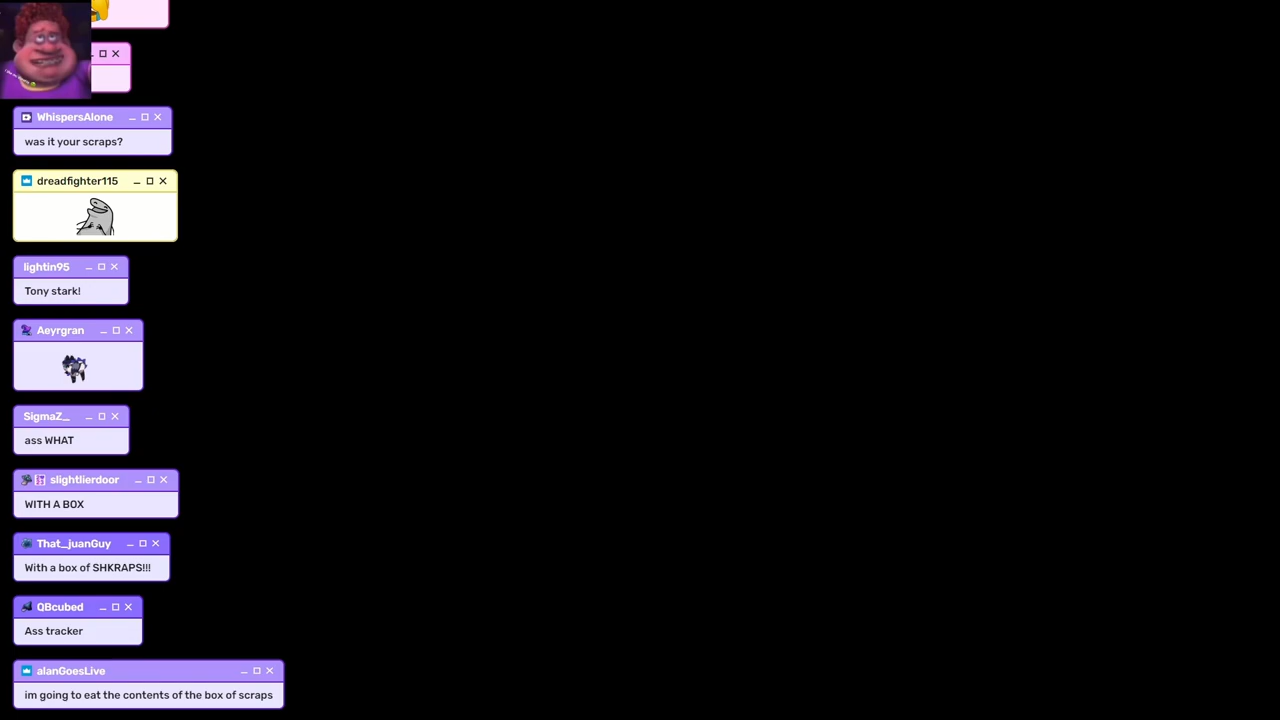 WhispersAlone
was it your scraps?
dreadfighter115
lightin95
Tony stark!
Aeyrgran
SigmaZ_
ass WHAT
slightlierdoor
WITH A BOX
That_juanGuy
With a box of SHKRAPS!!!
QBcubed
Ass tracker
alanGoesLive
im going to eat the contents of the box of scraps